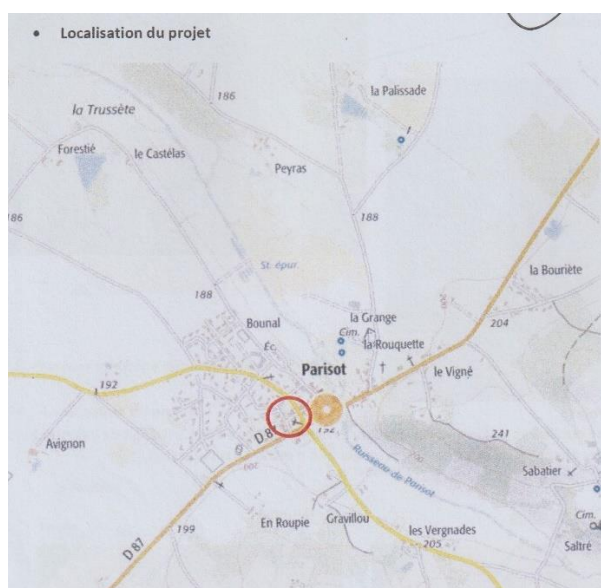 • Localisation du projet
186
la Palissade
la Trussète
Forestié
le Castélas
Peyras
186
188
St. épur.
la Bouriète
188
Bounal
la Grange
Cim.
204
Éc.
la Rouquette
Parisot
le Vigné
192
192
D 87
241
Avignon
Ruisseau de Parisot
Sabatier
200
En Roupie
Gravillou
Cim.
199
les Vergnades
Saltré
D 87
205